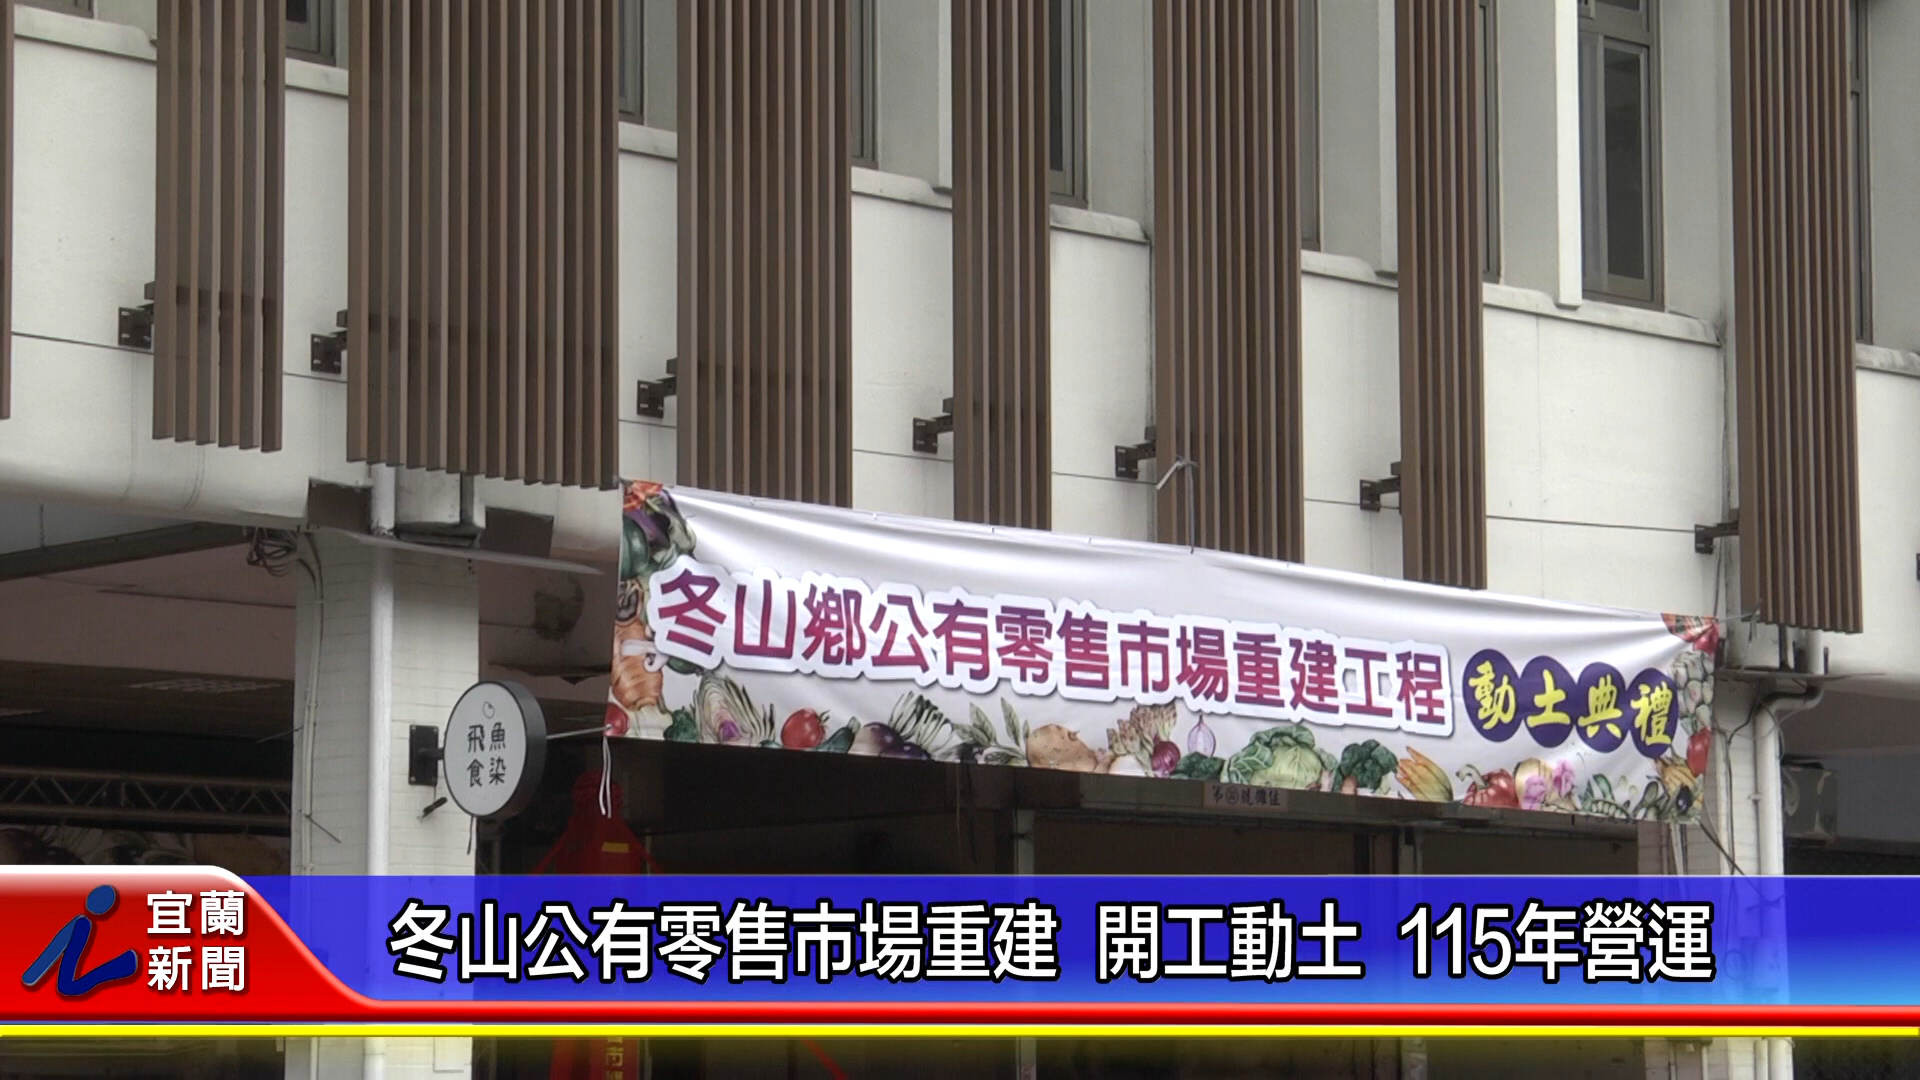 冬山鄉公有零售市場重建工程 動土典禮
飛魚
食染
宜蘭
新聞
冬山公有零售市場重建 開工動土 115年營運